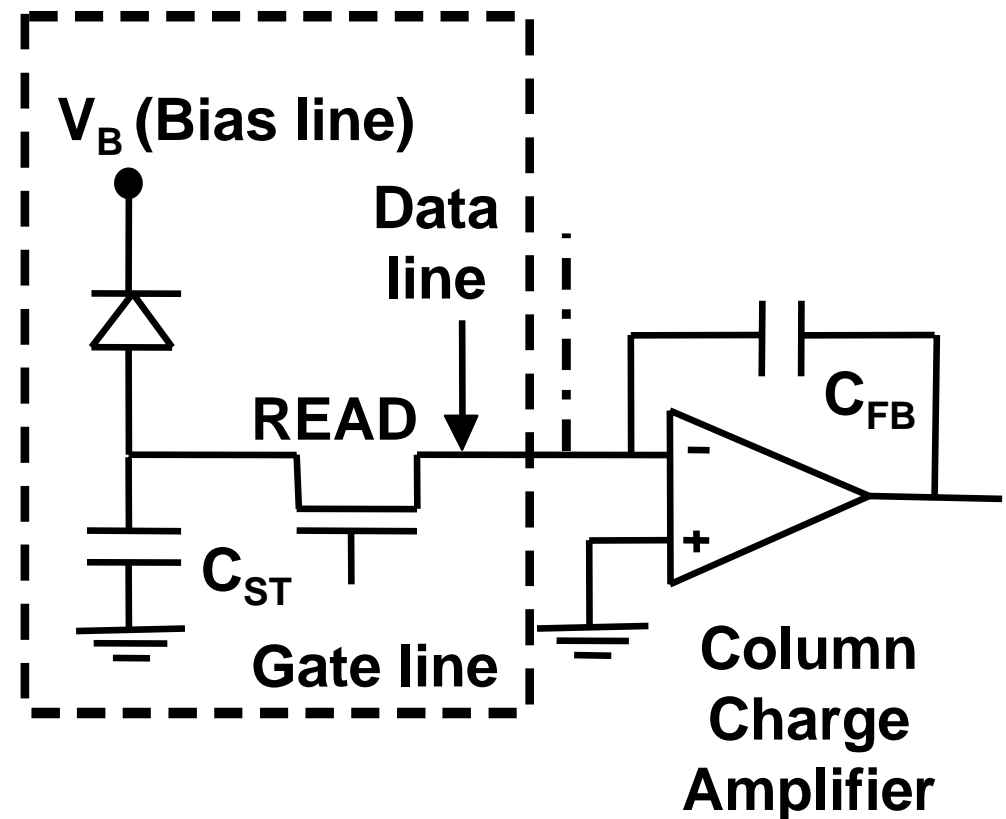 V_B (Bias line)
Data
line
READ
C_FB
-
+
C_ST
Gate line
Column
Charge
Amplifier